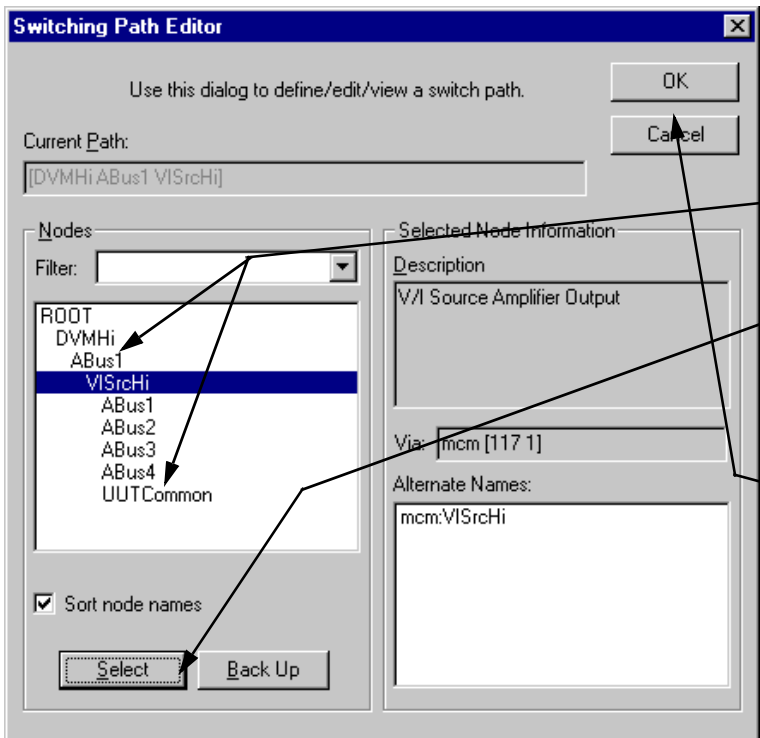 Switching Path Editor
Use this dialog to define/edit/view a switch path.
OK
Cancel
Current Path:
[DVMHi ABus1 VISrcHi]
Nodes
Filter:
ROOT
DVMHi
ABus1
VISrcHi
ABus1
ABus2
ABus3
ABus4
UUTCommon
Sort node names
Select
Back Up
Selected Node Information
Description
V/I Source Amplifier Output
Via:
mcm [117 1]
Alternate Names:
mcm:VISrcHi